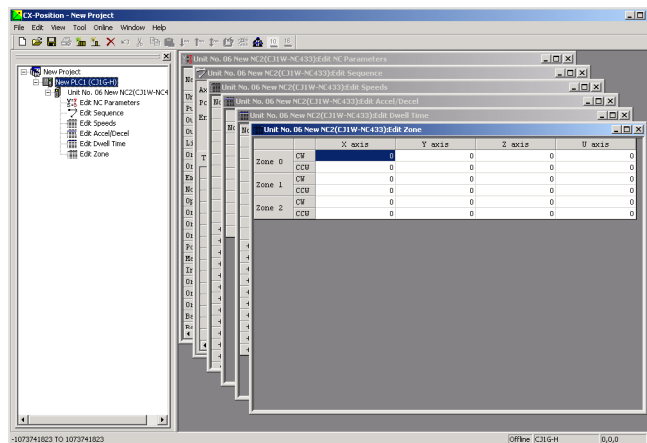 CX-Position - New Project
File Edit View Tool Online Window Help
10 16
New Project
New PLC1 (CJ1G-H)
Unit No. 06 New NC2(CJ1W-NC4
Edit NC Parameters
Edit Sequence
Edit Speeds
Edit Accel/Decel
Edit Dwell Time
Edit Zone
Unit No. 06 New NC2(CJ1W-NC433):Edit NC Parameters
Unit No. 06 New NC2(CJ1W-NC433):Edit Sequence
Unit No. 06 New NC2(CJ1W-NC433):Edit Speeds
Unit No. 06 New NC2(CJ1W-NC433):Edit Accel/Decel
Unit No. 06 New NC2(CJ1W-NC433):Edit Dwell Time
Unit No. 06 New NC2(CJ1W-NC433):Edit Zone
X axis Y axis Z axis U axis
Zone 0 CW 0 0 0 0
CCW 0 0 0 0
Zone 1 CW 0 0 0 0
CCW 0 0 0 0
Zone 2 CW 0 0 0 0
CCW 0 0 0 0
-1073741823 TO 1073741823 Offline CJ1G-H 0,0,0